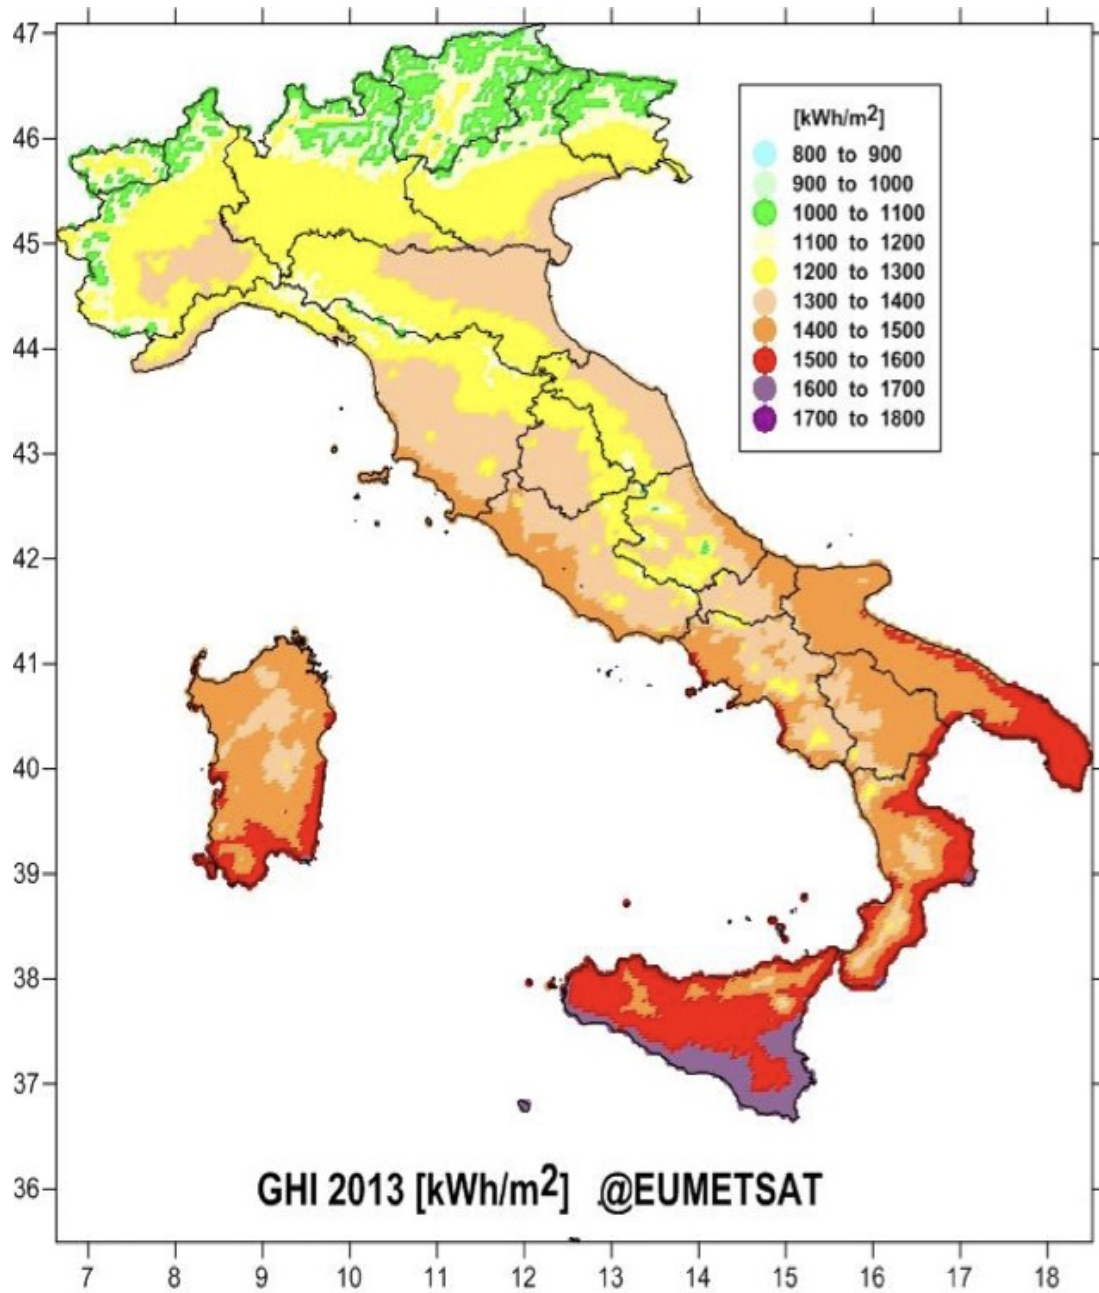 47
46
45
44
43
42
41
40
39
38
37
36
[kWh/m2]
800 to 900
900 to 1000
1000 to 1100
1100 to 1200
1200 to 1300
1300 to 1400
1400 to 1500
1500 to 1600
1600 to 1700
1700 to 1800
GHI 2013 [kWh/m2] @EUMETSAT
7 8 9 10 11 12 13 14 15 16 17 18